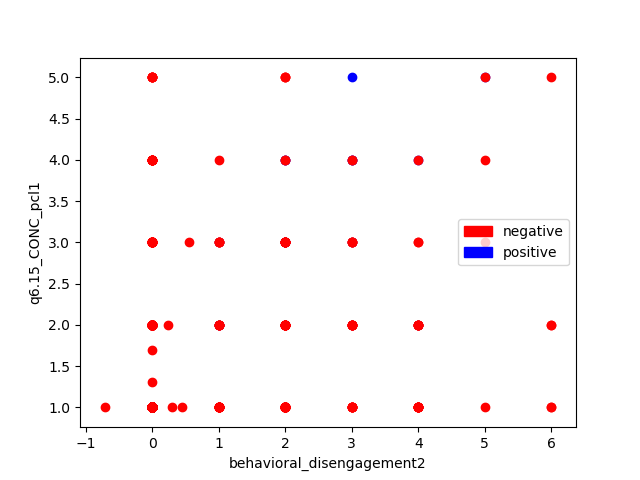 5.0
4.5
4.0
3.5
3.0
2.5
2.0
1.5
1.0
q6.15_CONC_pcl1
negative
positive
−1 0 1 2 3 4 5 6
behavioral_disengagement2